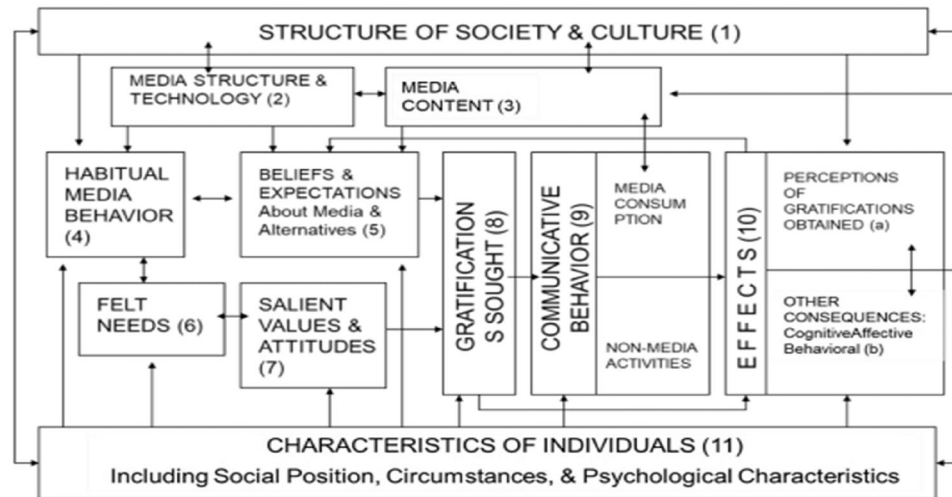 STRUCTURE OF SOCIETY & CULTURE (1)
MEDIA STRUCTURE &
TECHNOLOGY (2)
MEDIA
CONTENT (3)
HABITUAL
MEDIA
BEHAVIOR
(4)
BELIEFS &
EXPECTATIONS
About Media &
Alternatives (5)
FELT
NEEDS (6)
SALIENT
VALUES &
ATTITUDES
(7)
GRATIFICATION
S SOUGHT (8)
COMMUNICATIVE
BEHAVIOR (9)
MEDIA
CONSUM
PTION
NON-MEDIA
ACTIVITIES
EFFECTS (10)
PERCEPTIONS
OF
GRATIFICATIONS
OBTAINED (a)
OTHER
CONSEQUENCES:
CognitiveAffective
Behavioral (b)
CHARACTERISTICS OF INDIVIDUALS (11)
Including Social Position, Circumstances, & Psychological Characteristics